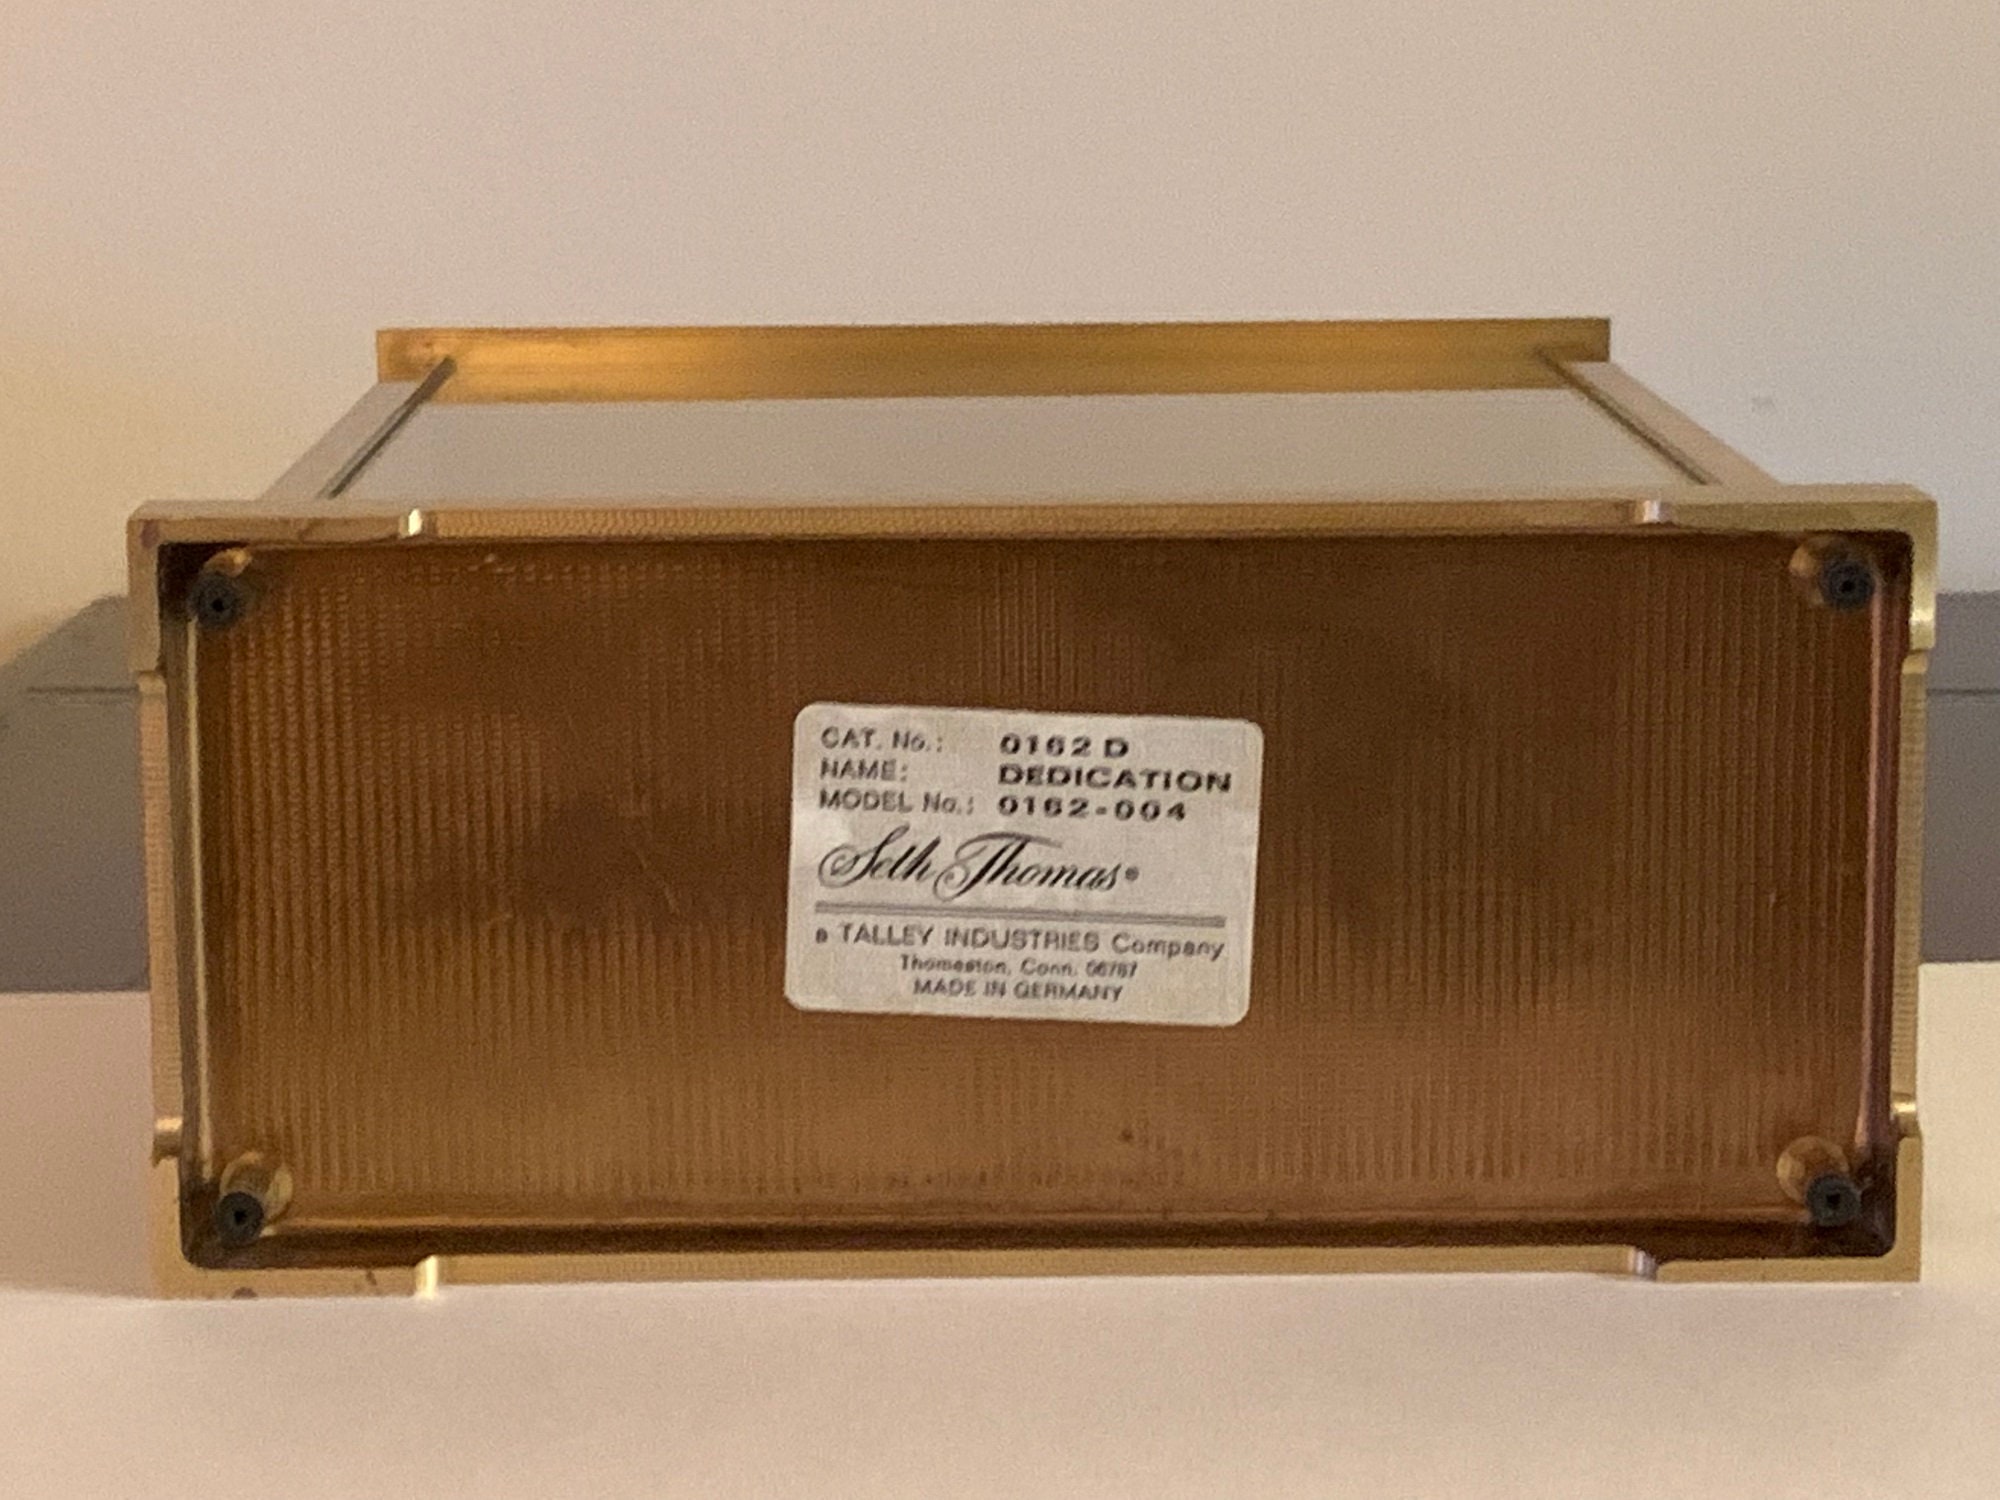 CAT. No.: 0162 D
NAME: DEDICATION
MODEL No.: 0162-004
Seth Thomas®
a TALLEY INDUSTRIES Company
Thomaston, Conn. 06787
MADE IN GERMANY